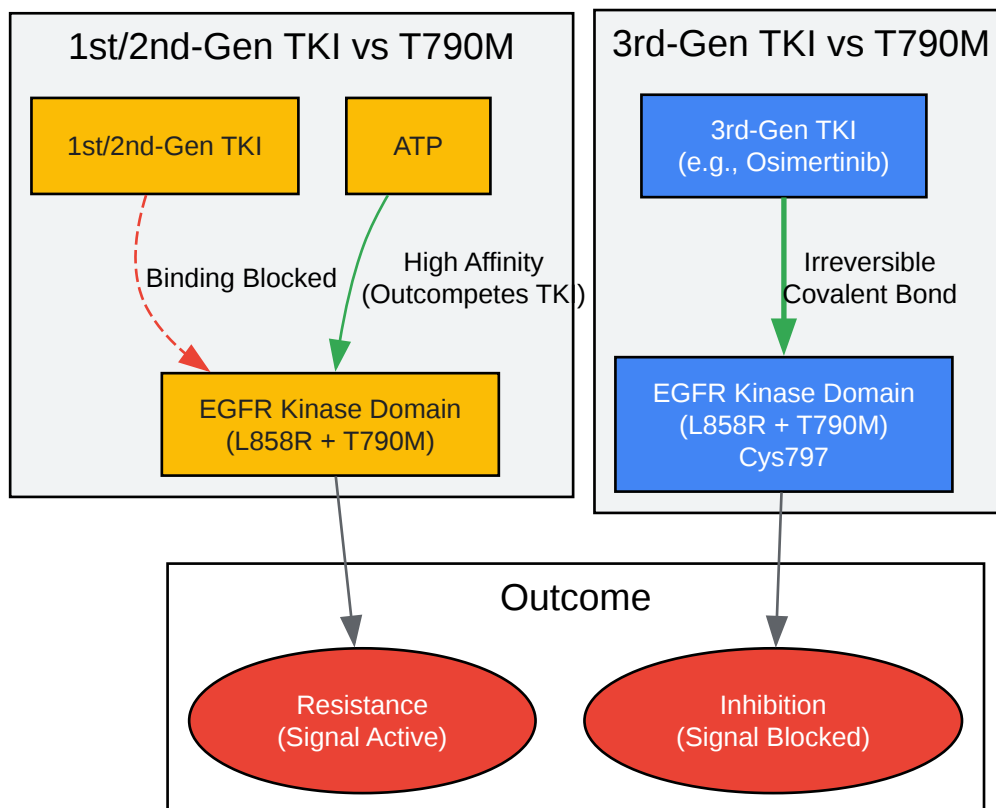 1st/2nd-Gen TKI vs T790M
1st/2nd-Gen TKI
ATP
Binding Blocked
High Affinity
(Outcompetes TKI)
EGFR Kinase Domain
(L858R + T790M)
3rd-Gen TKI vs T790M
3rd-Gen TKI
(e.g., Osimertinib)
Irreversible
Covalent Bond
EGFR Kinase Domain
(L858R + T790M)
Cys797
Outcome
Resistance
(Signal Active)
Inhibition
(Signal Blocked)